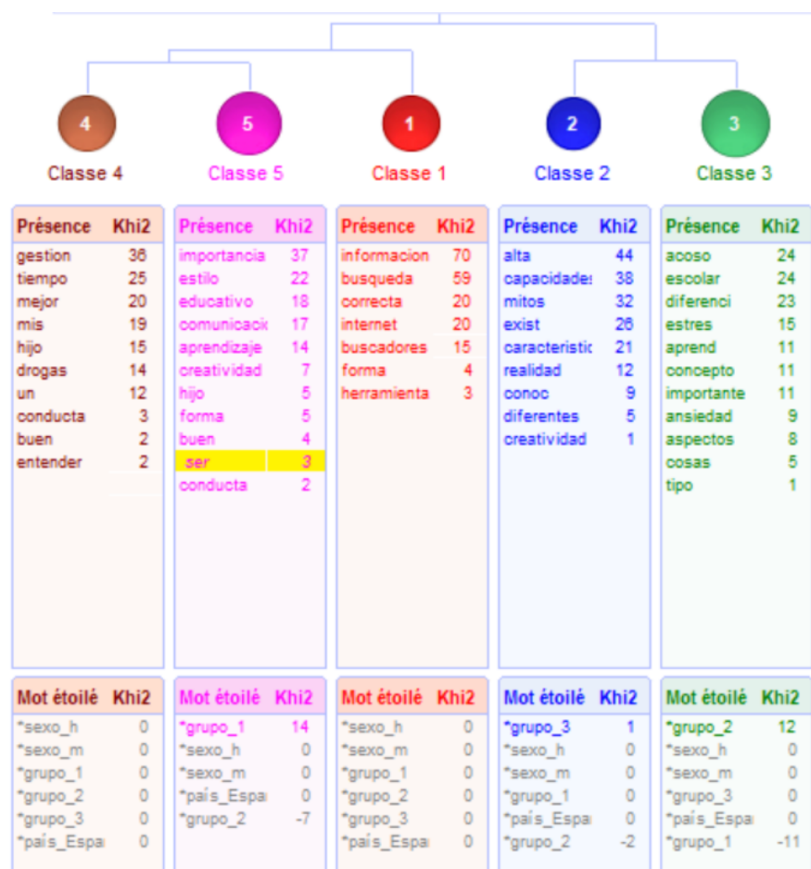 4 5 1 2 3
Classe 4 Classe 5 Classe 1 Classe 2 Classe 3
Présence Khi2
gestion 36
tiempo 25
mejor 20
mis 19
hijo 15
drogas 14
un 12
conducta 3
buen 2
entender 2
Présence Khi2
importancia 37
estilo 22
educativo 18
comunicacic 17
aprendizaje 14
creatividad 7
hijo 5
forma 5
buen 4
ser 3
conducta 2
Présence Khi2
informacion 70
busqueda 59
correcta 20
internet 20
buscadores 15
forma 4
herramienta 3
Présence Khi2
alta 44
capacidade: 38
mitos 32
exist 26
caracteristic 21
realidad 12
conoc 9
diferentes 5
creatividad 1
Présence Khi2
acoso 24
escolar 24
diferenci 23
estres 15
aprend 11
concepto 11
importante 11
ansiedad 9
aspectos 8
cosas 5
tipo 1
Mot étoilé Khi2
*sexo_h 0
*sexo_m 0
*grupo_1 0
*grupo_2 0
*grupo_3 0
*país_Espa 0
Mot étoilé Khi2
*grupo_1 14
*sexo_h 0
*sexo_m 0
*país_Espa 0
*grupo_2 -7
Mot étoilé Khi2
*sexo_h 0
*sexo_m 0
*grupo_1 0
*grupo_2 0
*grupo_3 0
*país_Espa 0
Mot étoilé Khi2
*grupo_3 1
*sexo_h 0
*sexo_m 0
*grupo_1 0
*país_Espa 0
*grupo_2 -2
Mot étoilé Khi2
*grupo_2 12
*sexo_h 0
*sexo_m 0
*grupo_3 0
*país_Espa 0
*grupo_1 -11